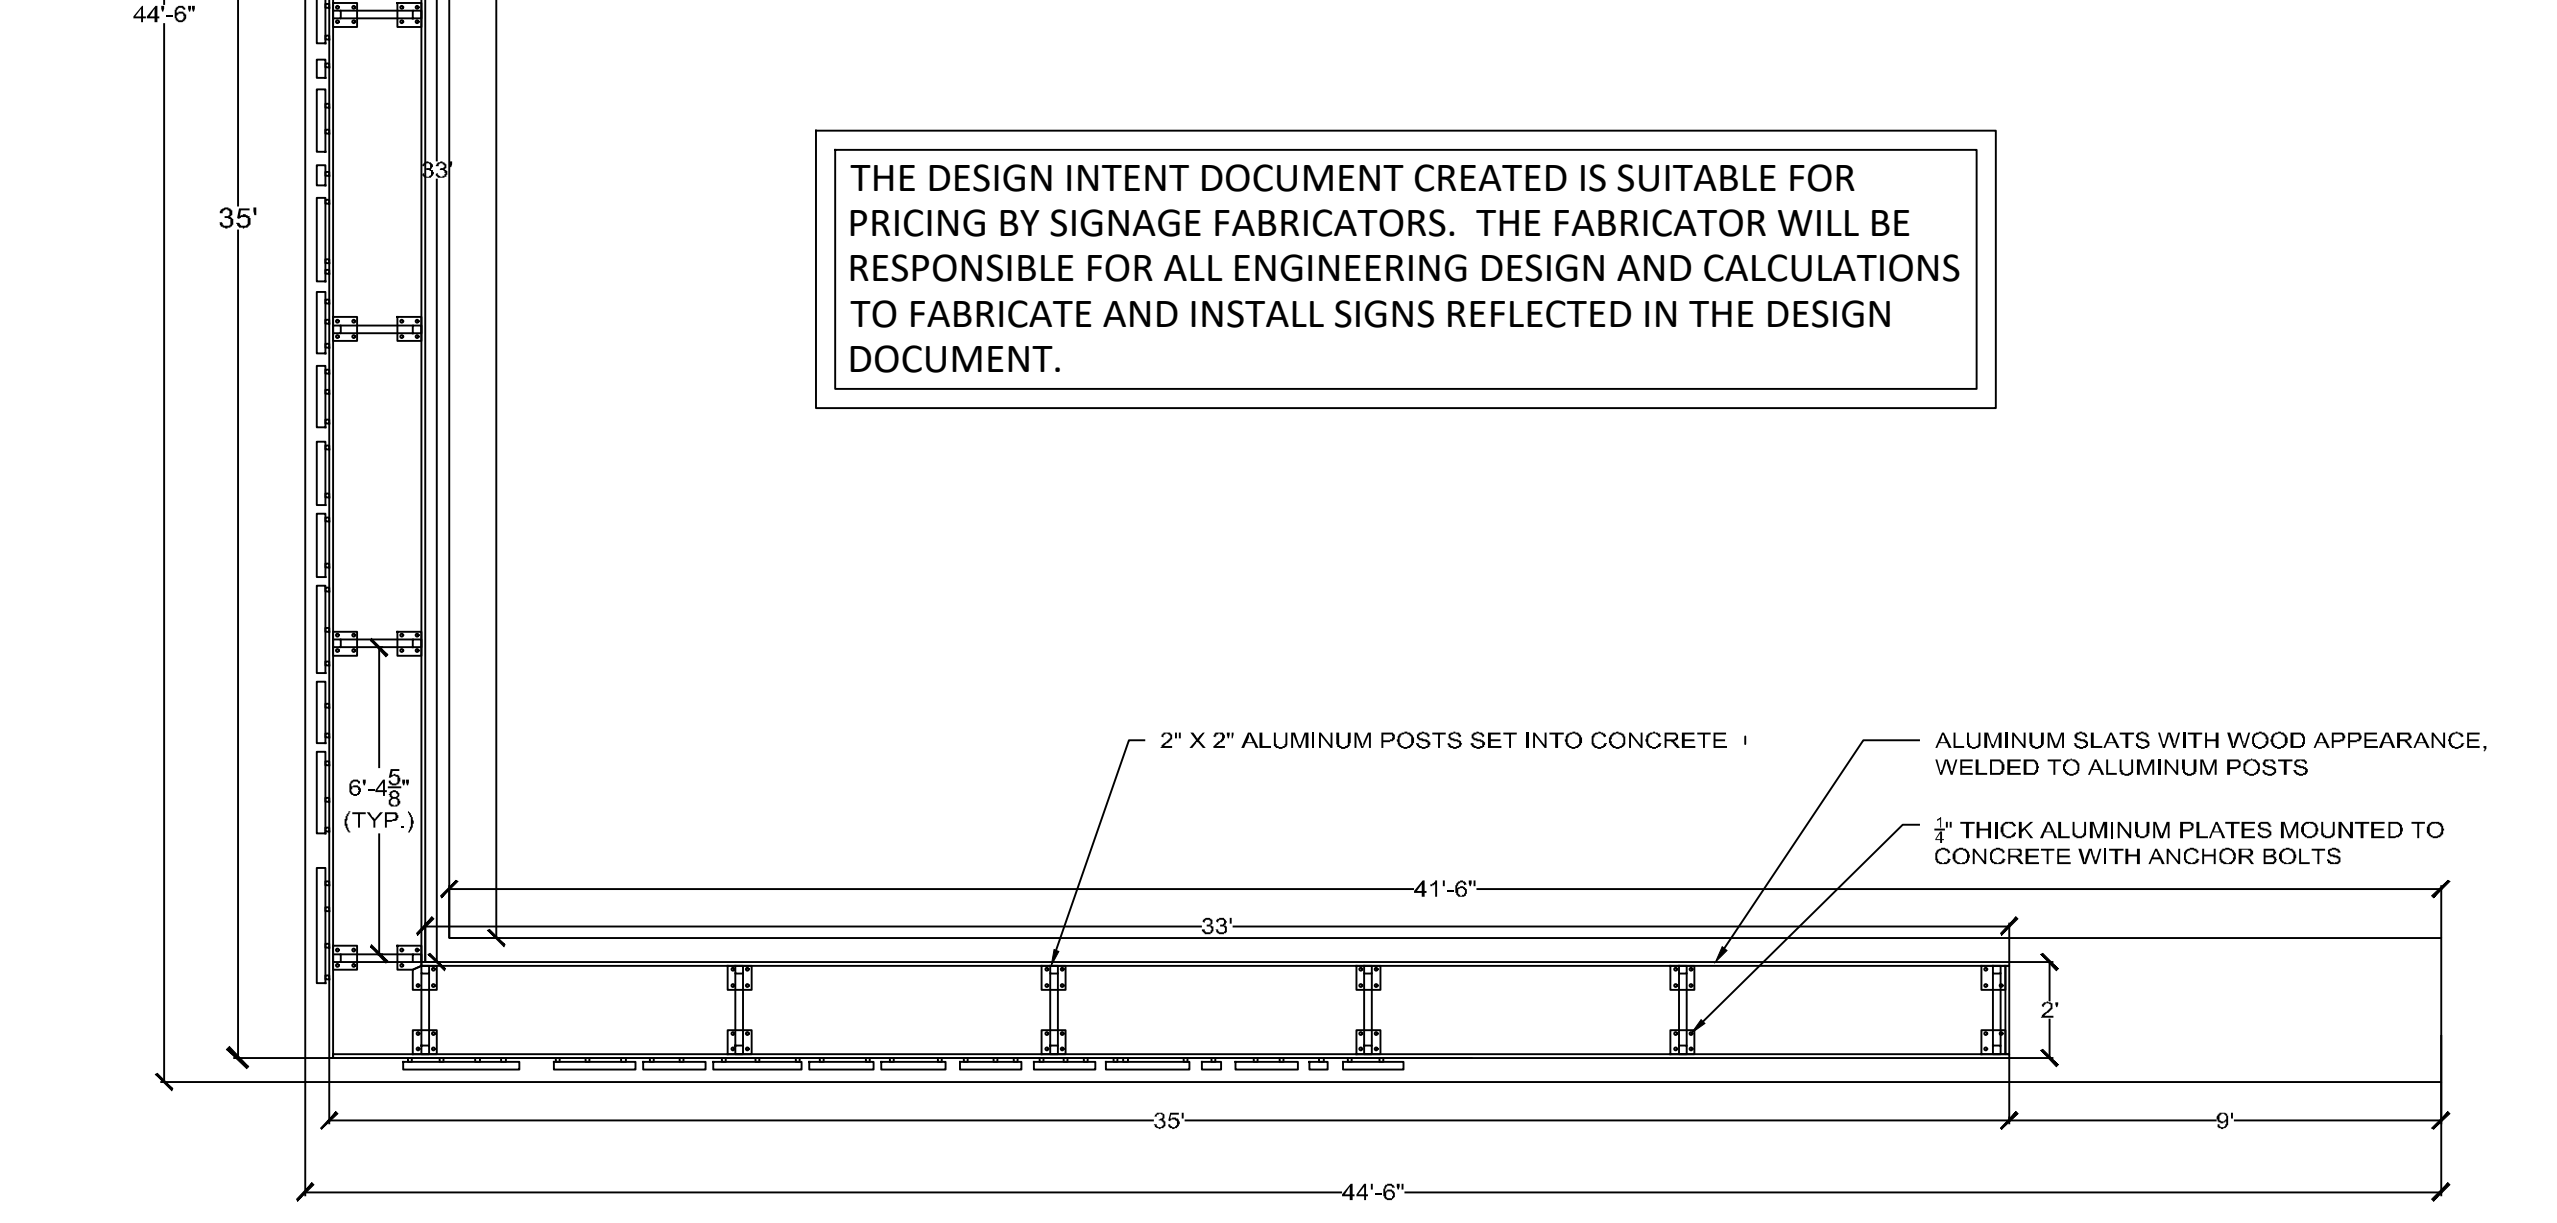 44'-6"
33'
THE DESIGN INTENT DOCUMENT CREATED IS SUITABLE FOR
PRICING BY SIGNAGE FABRICATORS.  THE FABRICATOR WILL BE
RESPONSIBLE FOR ALL ENGINEERING DESIGN AND CALCULATIONS
TO FABRICATE AND INSTALL SIGNS REFLECTED IN THE DESIGN
DOCUMENT.
35'
2" X 2" ALUMINUM POSTS SET INTO CONCRETE
ALUMINUM SLATS WITH WOOD APPEARANCE,
WELDED TO ALUMINUM POSTS
6'-4 5/8"
(TYP.)
1/4" THICK ALUMINUM PLATES MOUNTED TO
CONCRETE WITH ANCHOR BOLTS
41'-6"
33'
2'
35'
9'
44'-6"